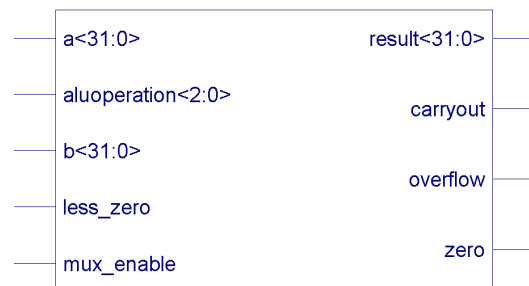 a<31:0>
aluoperation<2:0>
b<31:0>
less_zero
mux_enable
result<31:0>
carryout
overflow
zero